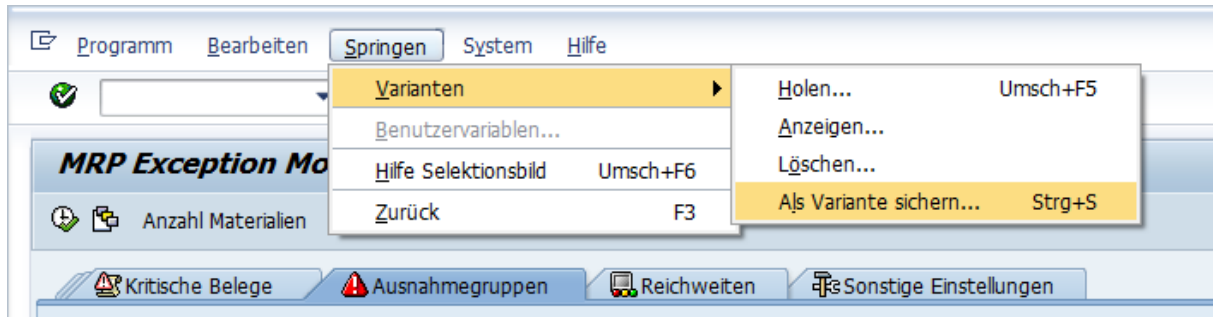 Programm Bearbeiten Springen System Hilfe
Varianten
Holen... Umsch+F5
Benutzervariablen...
Anzeigen...
MRP Exception Mo
Hilfe Selektionsbild Umsch+F6
Löschen...
Anzahl Materialien
Zurück F3
Als Variante sichern... Strg+S
Kritische Belege Ausnahmegruppen Reichweiten Sonstige Einstellungen